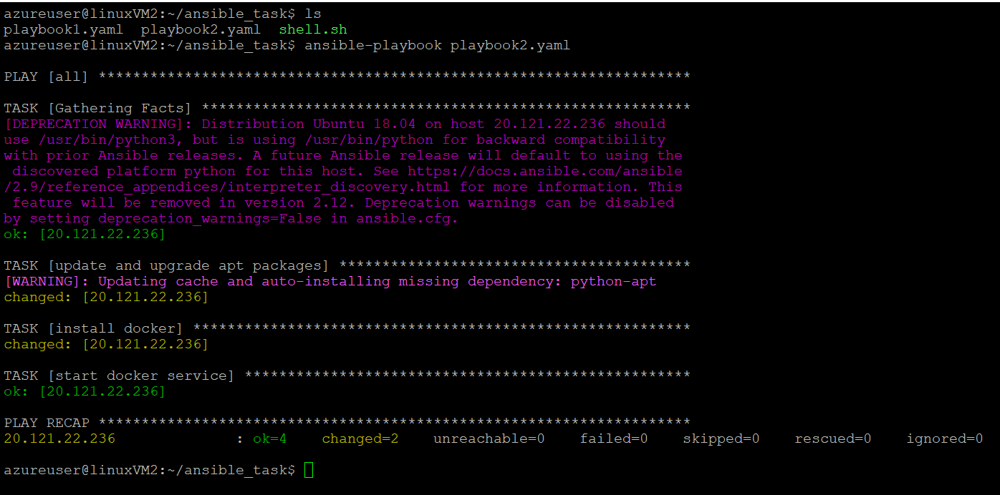 azureuser@linuxVM2:~/ansible_task$ ls
playbook1.yaml  playbook2.yaml  shell.sh
azureuser@linuxVM2:~/ansible_task$ ansible-playbook playbook2.yaml
PLAY [all] *********************************************************************
TASK [Gathering Facts] *********************************************************
[DEPRECATION WARNING]: Distribution Ubuntu 18.04 on host 20.121.22.236 should
use /usr/bin/python3, but is using /usr/bin/python for backward compatibility
with prior Ansible releases. A future Ansible release will default to using the
 discovered platform python for this host. See https://docs.ansible.com/ansible
/2.9/reference_appendices/interpreter_discovery.html for more information. This
 feature will be removed in version 2.12. Deprecation warnings can be disabled
by setting deprecation_warnings=False in ansible.cfg.
ok: [20.121.22.236]
TASK [update and upgrade apt packages] *****************************************
[WARNING]: Updating cache and auto-installing missing dependency: python-apt
changed: [20.121.22.236]
TASK [install docker] **********************************************************
changed: [20.121.22.236]
TASK [start docker service] ****************************************************
ok: [20.121.22.236]
PLAY RECAP *********************************************************************
20.121.22.236              : ok=4    changed=2    unreachable=0    failed=0    skipped=0    rescued=0    ignored=0
azureuser@linuxVM2:~/ansible_task$